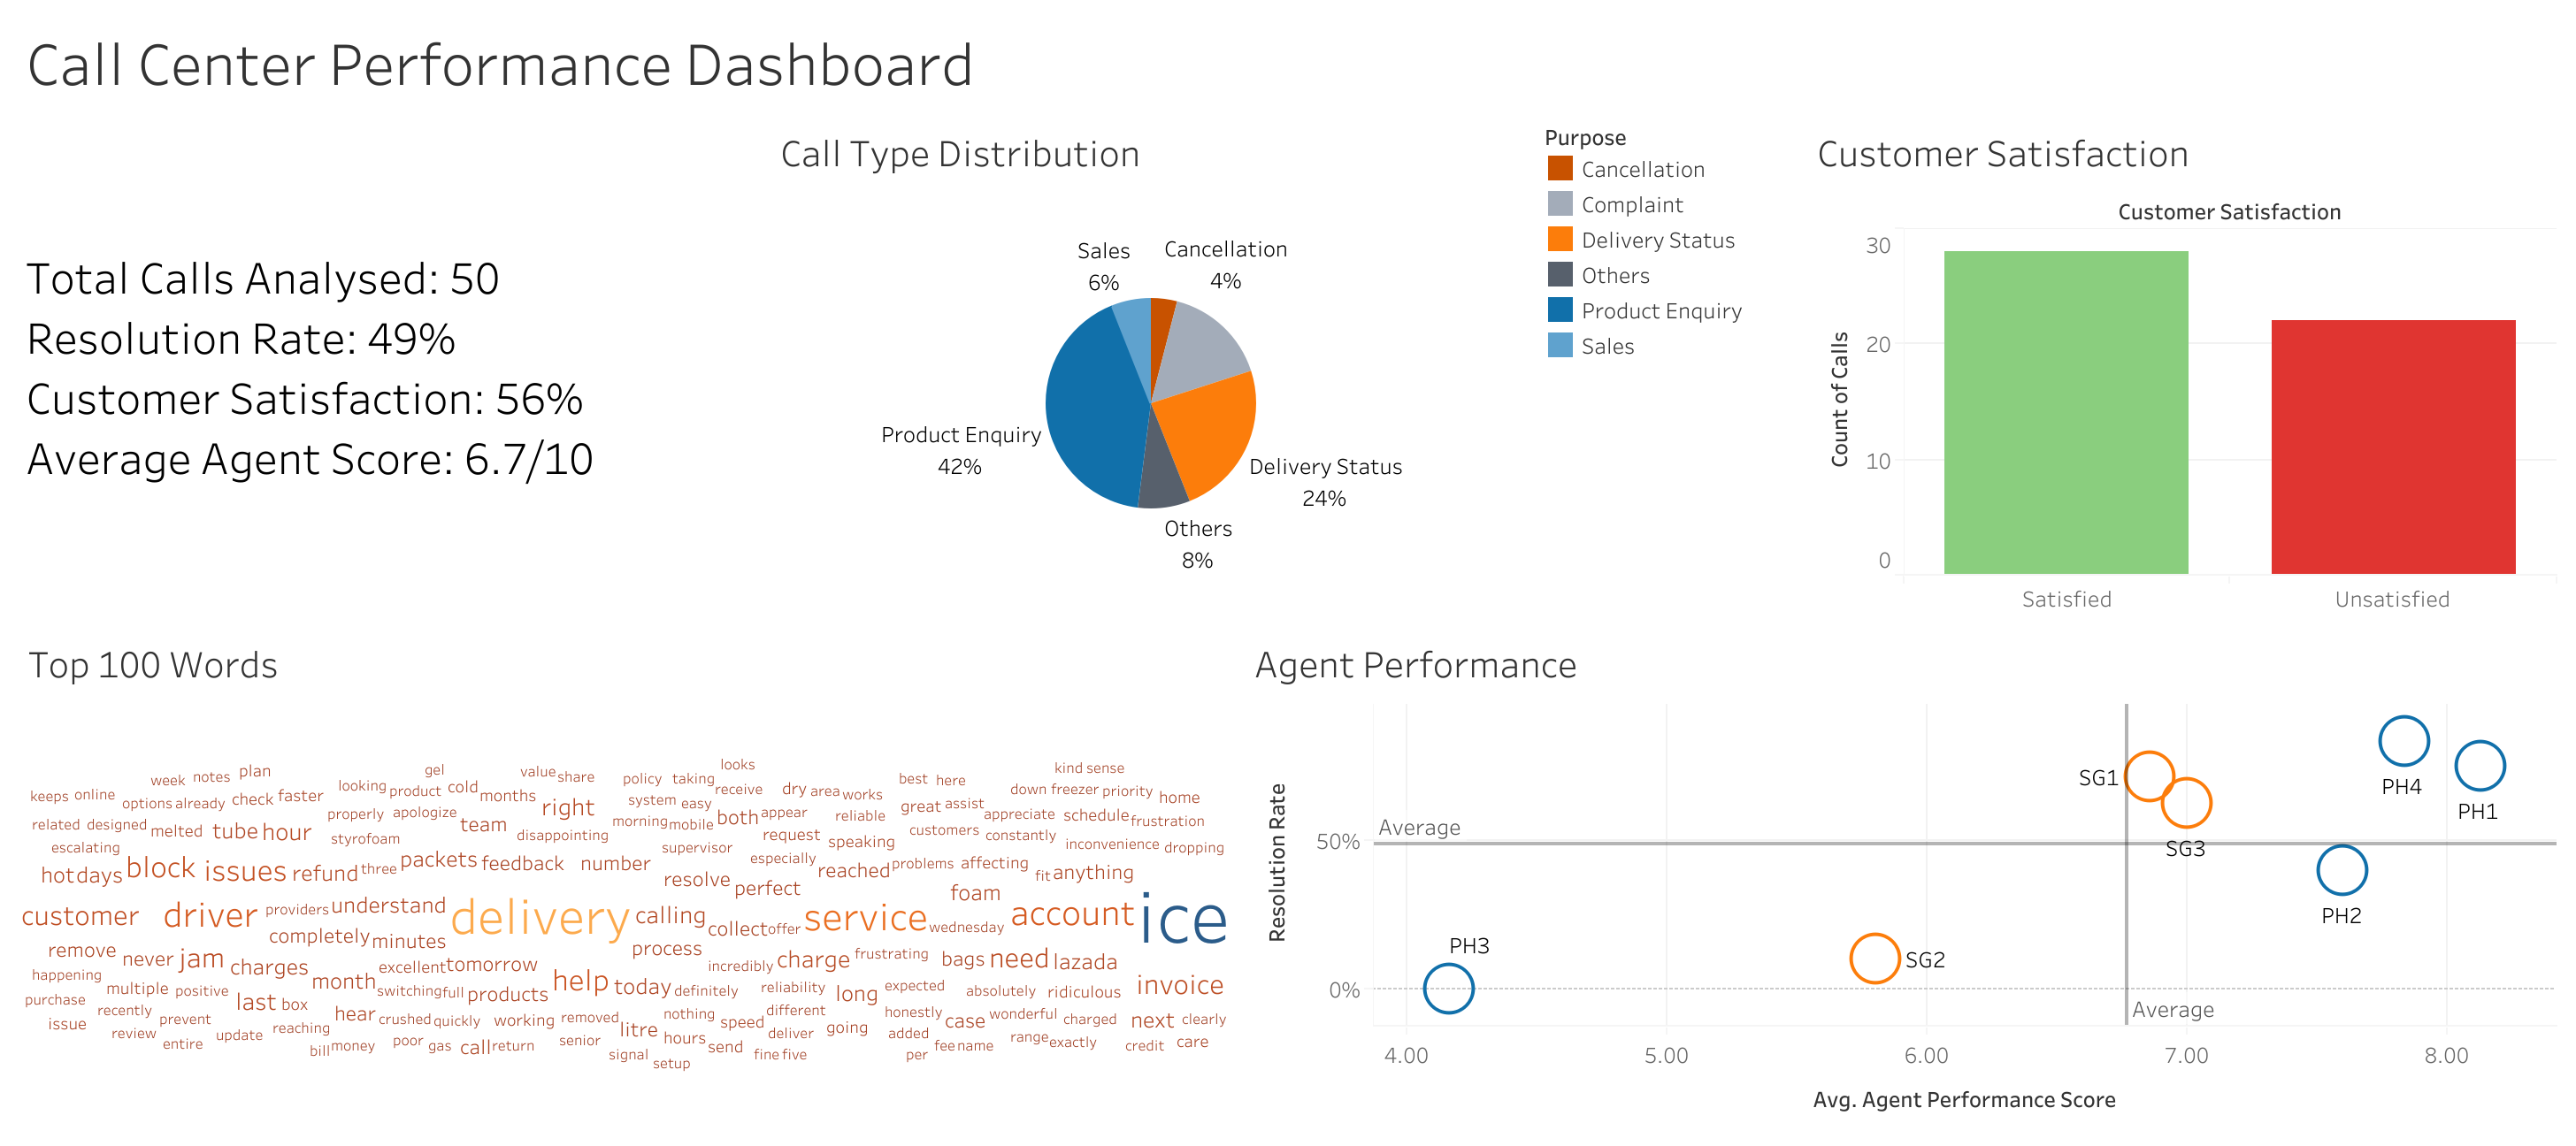 Call Center Performance Dashboard
Total Calls Analysed: 50
Resolution Rate: 49%
Customer Satisfaction: 56%
Average Agent Score: 6.7/10
Call Type Distribution
Sales
6%
Cancellation
4%
Product Enquiry
42%
Delivery Status
24%
Others
8%
Purpose
Cancellation
Complaint
Delivery Status
Others
Product Enquiry
Sales
Customer Satisfaction
Customer Satisfaction
Count of Calls
30
20
10
0
Satisfied
Unsatisfied
Top 100 Words
looks
week notes plan gel value share policy taking kind sense
keeps online options already check faster looking product cold months right system easy receive dry area works best here down freezer priority home
related designed melted tube hour properly apologize team disappointing morning mobile both appear reliable great assist appreciate schedule frustration
escalating styrofoam supervisor request speaking customers constantly inconvenience dropping
hot days block issues refund three packets feedback number especially reached problems affecting fit anything
resolve perfect foam
customer driver providers understand delivery calling collect offer service wednesday account ice
completely minutes
remove never jam charges excellent tomorrow process incredibly charge frustrating bags need lazada
happening multiple positive month switching full products help today definitely reliability long expected absolutely ridiculous invoice
purchase last box
issue recently prevent hear crushed quickly working removed litre nothing speed different going honestly case wonderful charged next clearly
review entire update reaching poor gas call return senior hours send deliver added fee name range exactly credit care
bill money signal setup fine five per
Agent Performance
Resolution Rate
50%
0%
Average
SG1
SG3
PH4
PH1
PH2
PH3
SG2
Average
4.00 5.00 6.00 7.00 8.00
Avg. Agent Performance Score